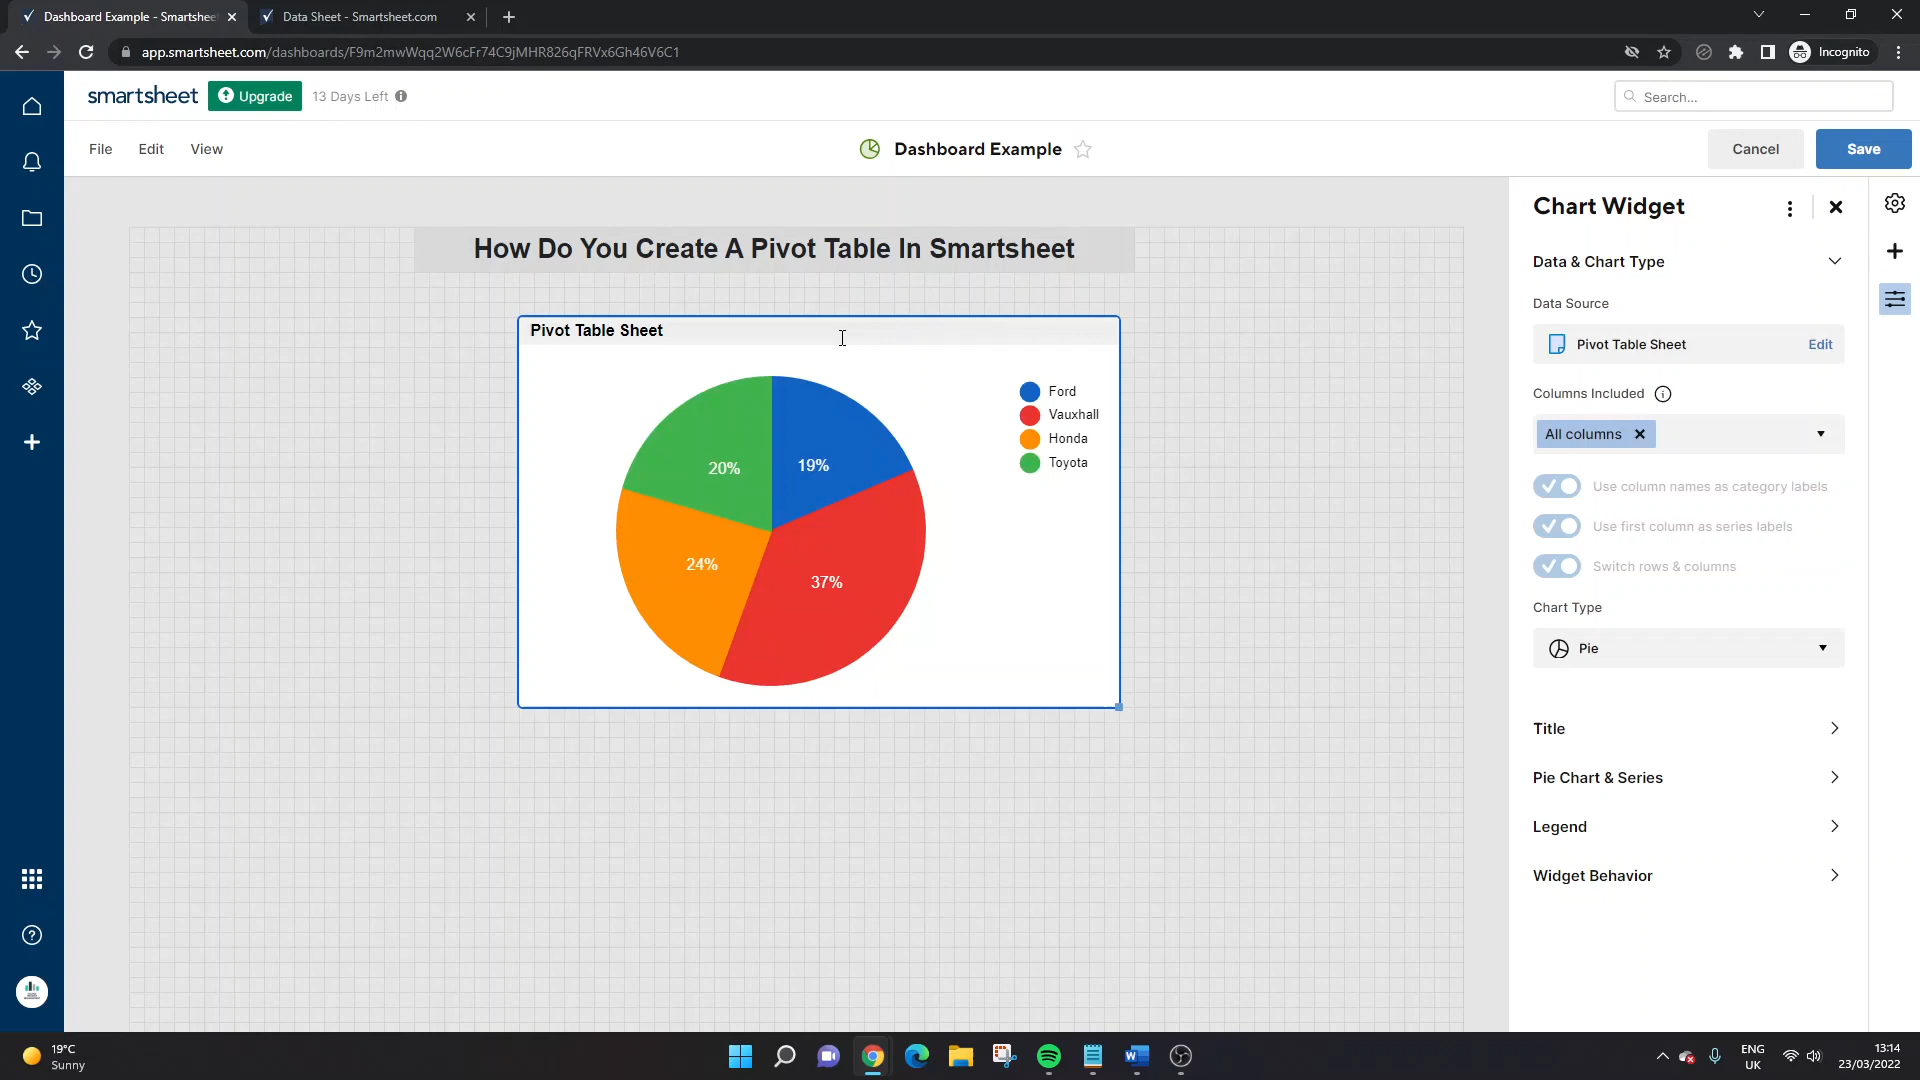 Dashboard Example - Smartshee
Data Sheet - Smartsheet.com
app.smartsheet.com/dashboards/F9m2mwWqq2W6cFr74C9jMHR826qFRVx6Gh46V6C1
Incognito
smartsheet
Upgrade
13 Days Left
Search...
File
Edit
View
Dashboard Example
Cancel
Save
How Do You Create A Pivot Table In Smartsheet
Pivot Table Sheet
Ford
Vauxhall
Honda
Toyota
20%
19%
24%
37%
Chart Widget
Data & Chart Type
Data Source
Pivot Table Sheet
Edit
Columns Included
All columns
Use column names as category labels
Use first column as series labels
Switch rows & columns
Chart Type
Pie
Title
Pie Chart & Series
Legend
Widget Behavior
19°C
Sunny
ENG
UK
13:14
23/03/2022